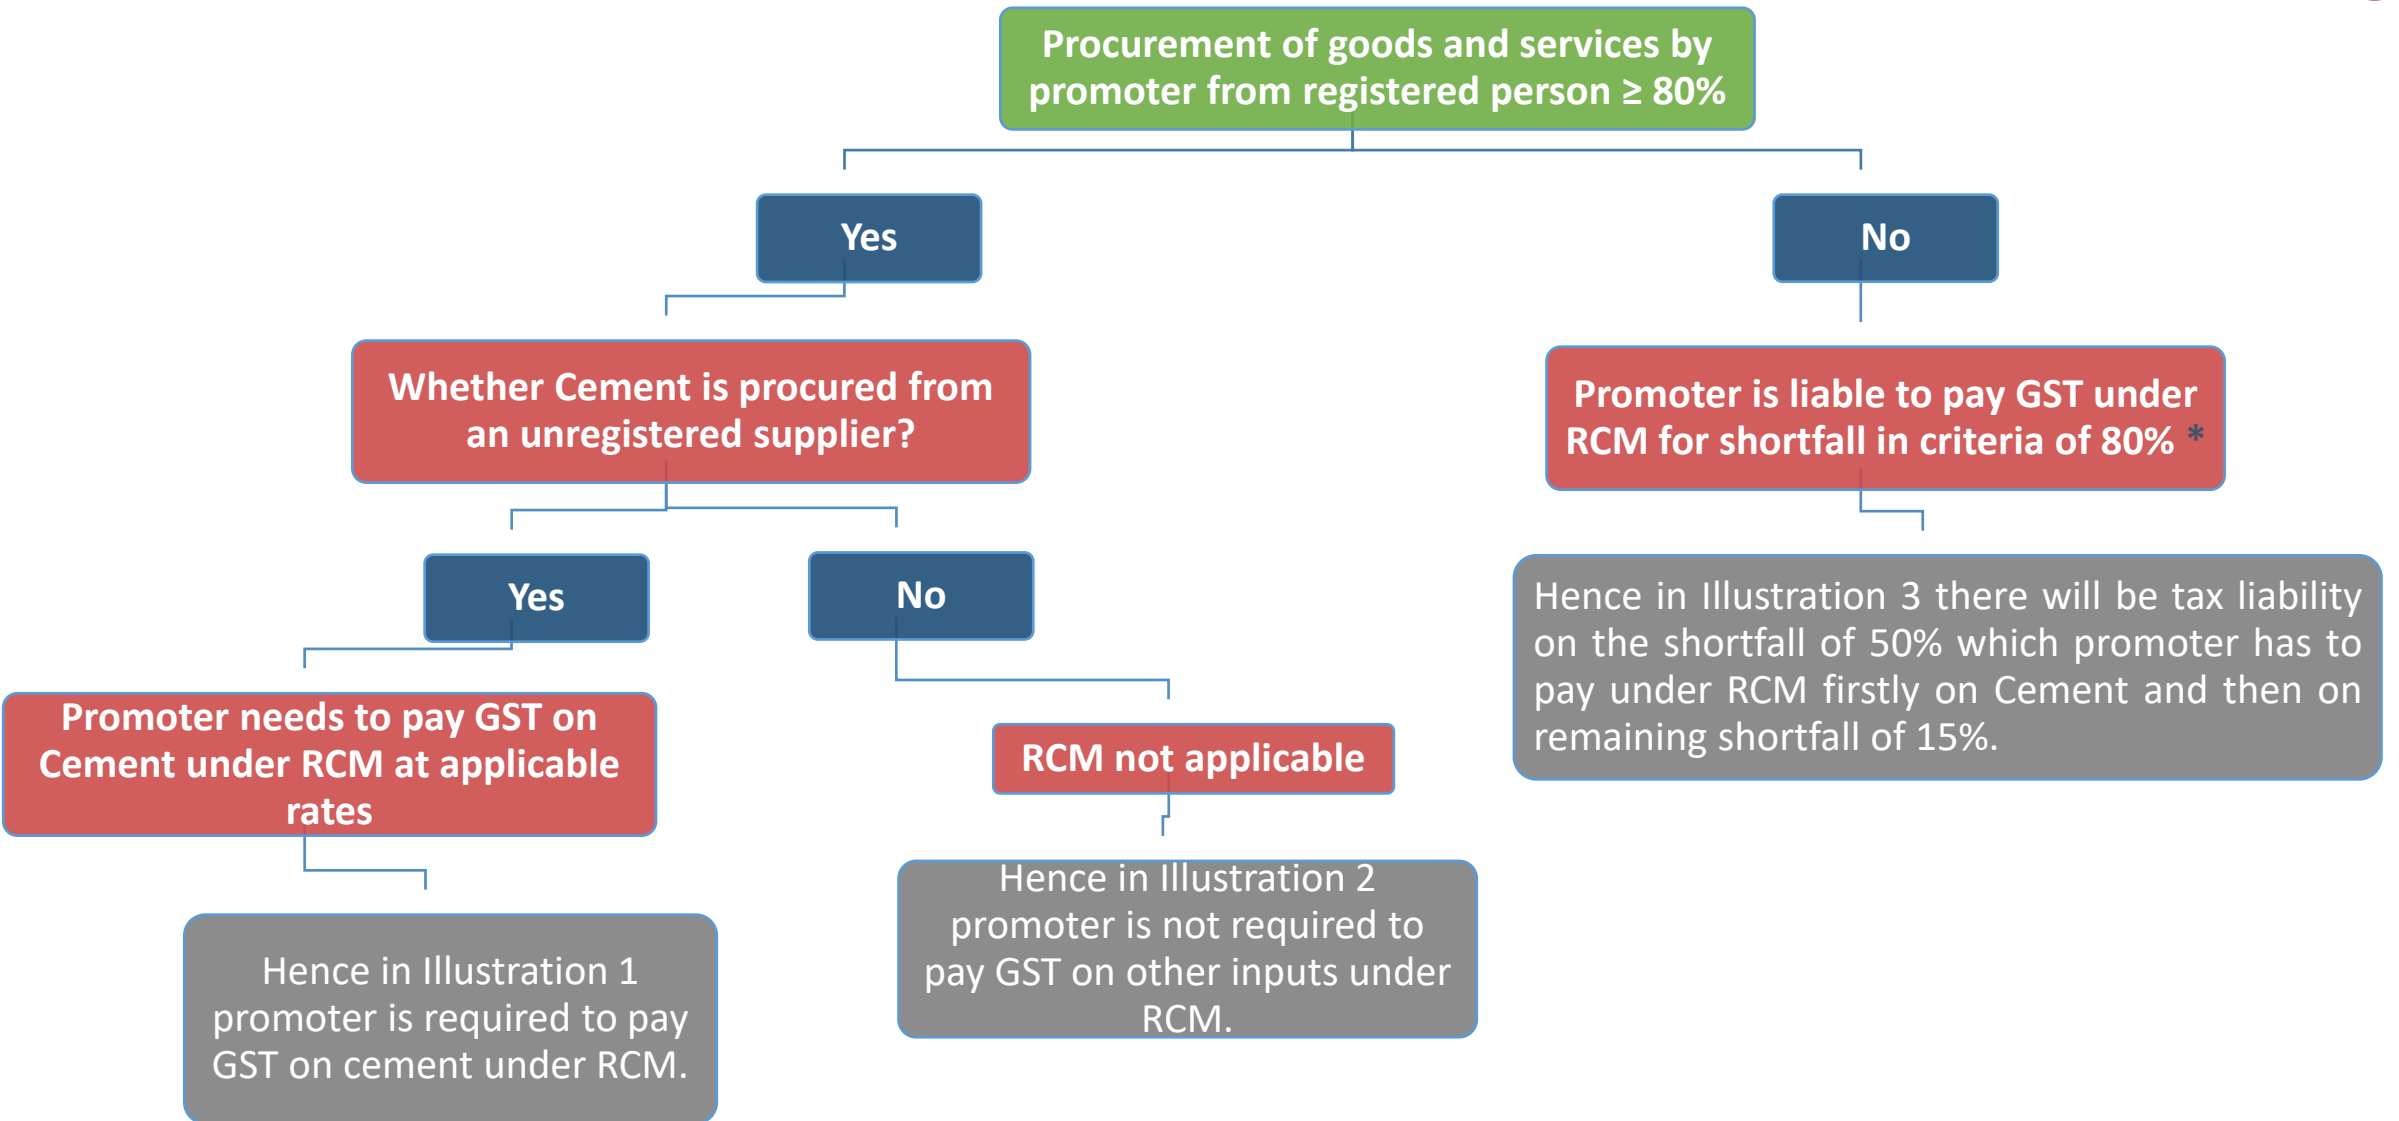 Procurement of goods and services by
promoter from registered person ≥ 80%
Yes
No
Whether Cement is procured from
an unregistered supplier?
Promoter is liable to pay GST under
RCM for shortfall in criteria of 80% *
Yes
No
Hence in Illustration 3 there will be tax liability
on the shortfall of 50% which promoter has to
pay under RCM firstly on Cement and then on
remaining shortfall of 15%.
Promoter needs to pay GST on
Cement under RCM at applicable
rates
RCM not applicable
Hence in Illustration 1
promoter is required to pay
GST on cement under RCM.
Hence in Illustration 2
promoter is not required to
pay GST on other inputs under
RCM.